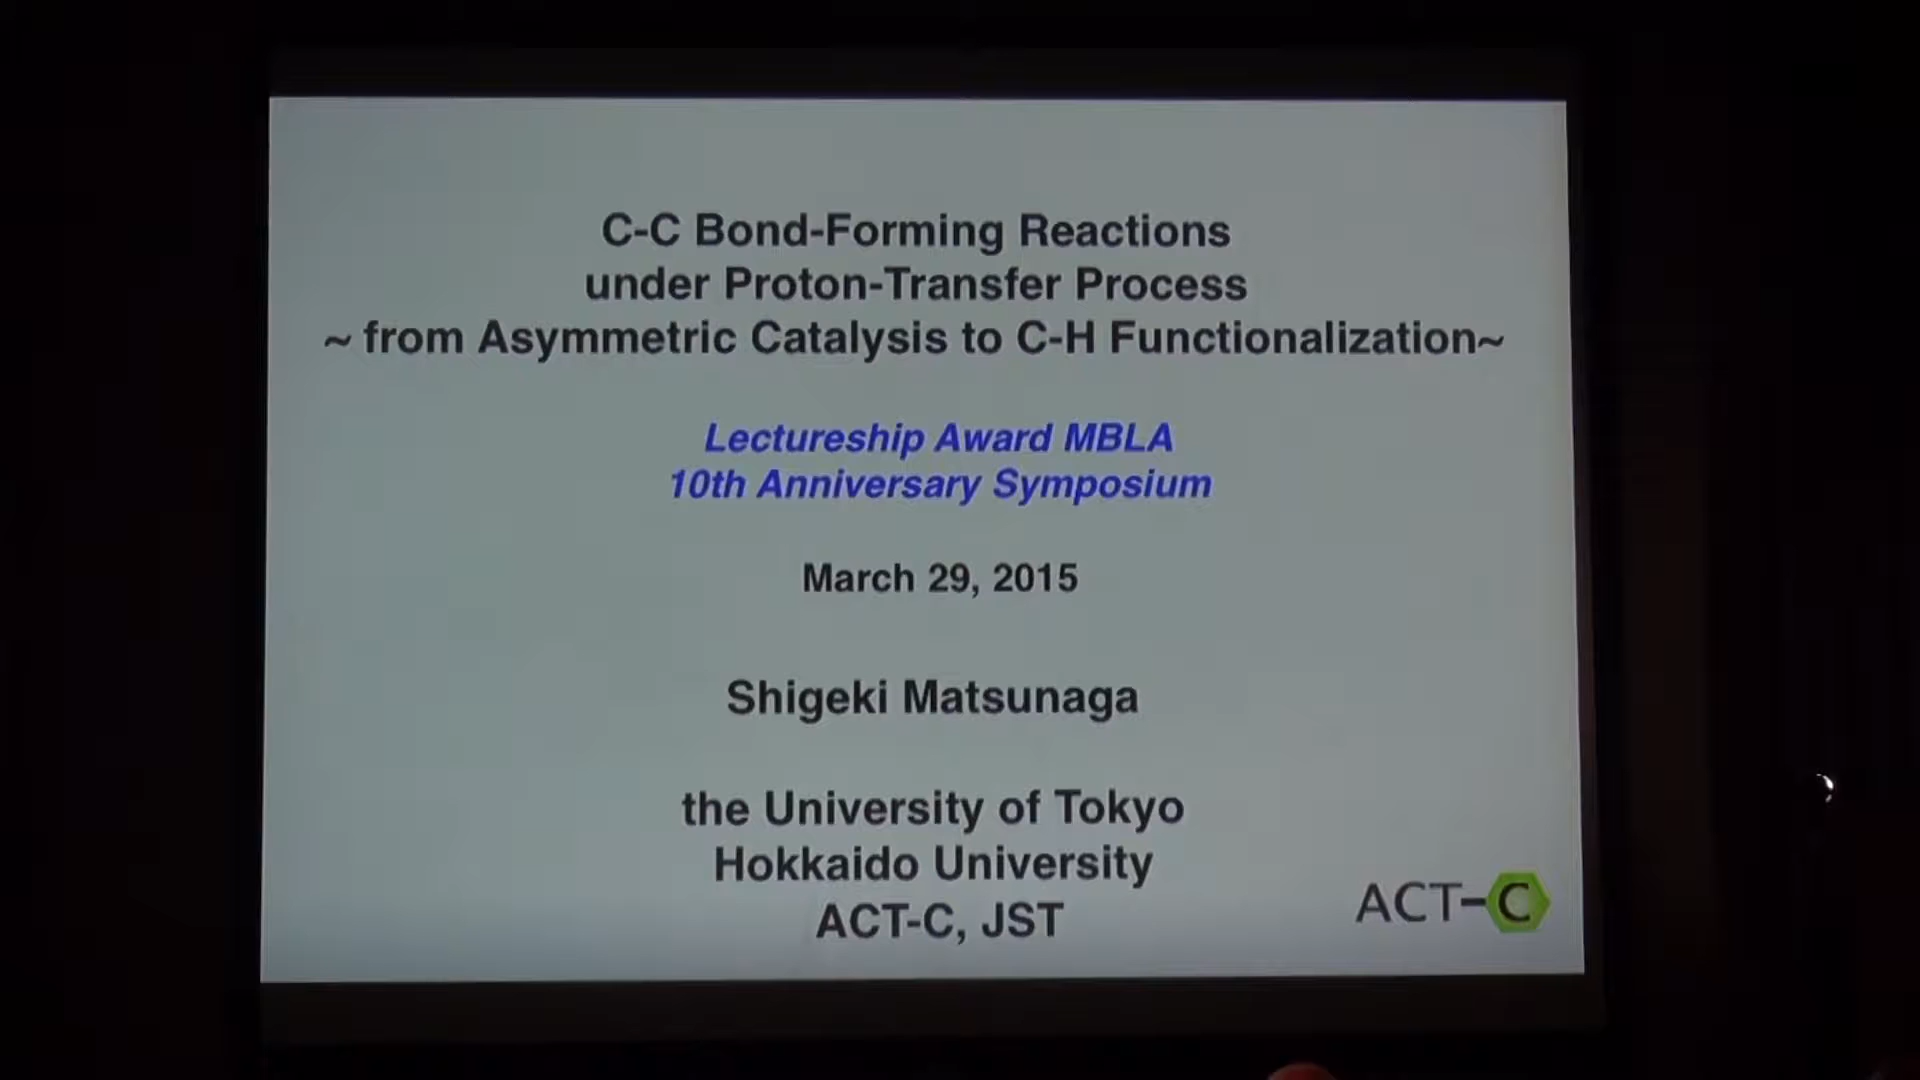 C-C Bond-Forming Reactions
under Proton-Transfer Process
~ from Asymmetric Catalysis to C-H Functionalization~
Lectureship Award MBLA
10th Anniversary Symposium
March 29, 2015
Shigeki Matsunaga
the University of Tokyo
Hokkaido University
ACT-C, JST
ACT-C